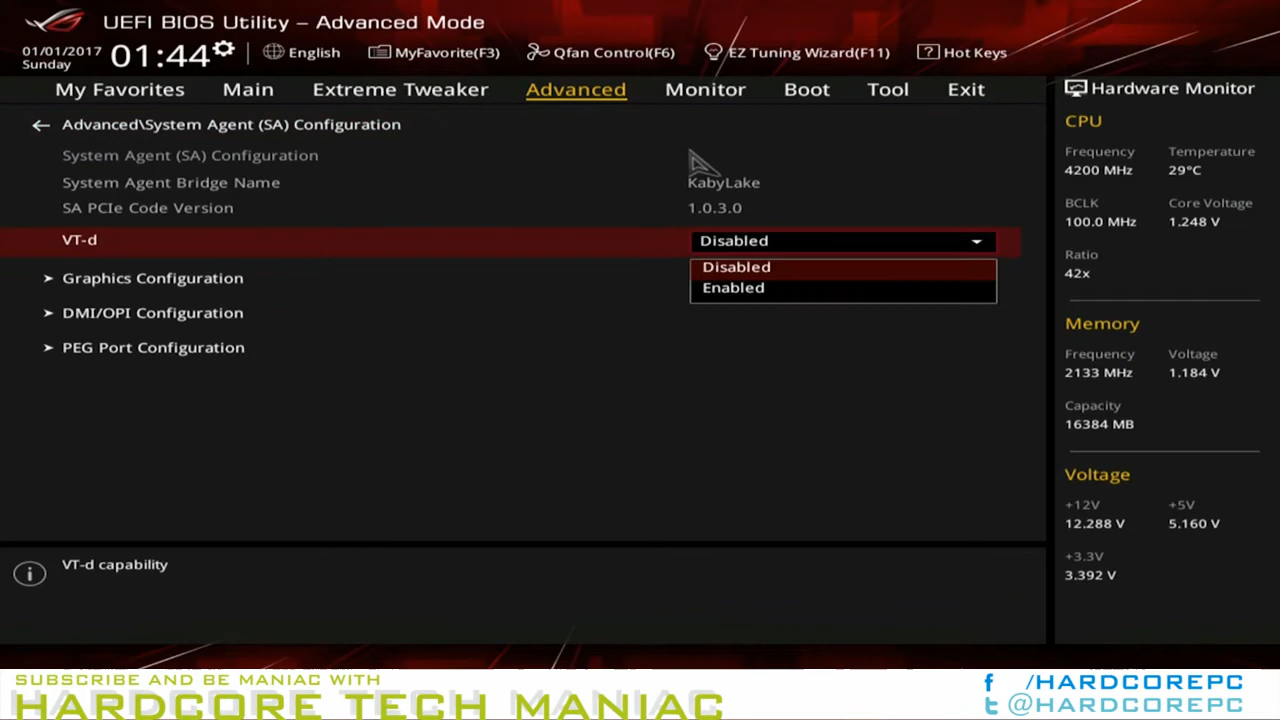 UEFI BIOS Utility – Advanced Mode
01/01/2017
Sunday
01:44
English
MyFavorite(F3)
Qfan Control(F6)
EZ Tuning Wizard(F11)
? Hot Keys
My Favorites
Main
Extreme Tweaker
Advanced
Monitor
Boot
Tool
Exit
Advanced\System Agent (SA) Configuration
System Agent (SA) Configuration
System Agent Bridge Name KabyLake
SA PCIe Code Version 1.0.3.0
VT-d Disabled
Disabled
Enabled
Graphics Configuration
DMI/OPI Configuration
PEG Port Configuration
VT-d capability
Hardware Monitor
CPU
Frequency Temperature
4200 MHz 29°C
BCLK Core Voltage
100.0 MHz 1.248 V
Ratio
42x
Memory
Frequency Voltage
2133 MHz 1.184 V
Capacity
16384 MB
Voltage
+12V +5V
12.288 V 5.160 V
+3.3V
3.392 V
SUBSCRIBE AND BE MANIAC WITH
HARDCORE TECH MANIAC
f /HARDCOREPC
t @HARDCOREPC